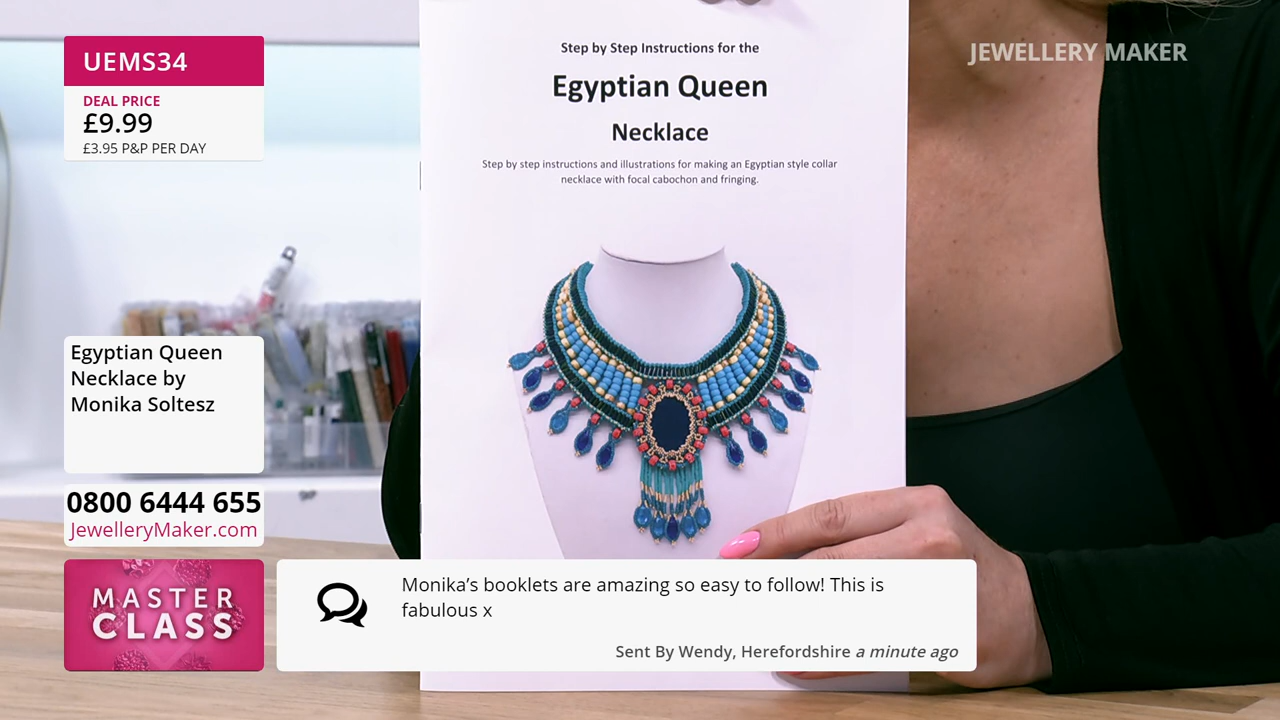 UEMS34
DEAL PRICE
£9.99
£3.95 P&P PER DAY
JEWELLERY MAKER
Step by Step Instructions for the
Egyptian Queen
Necklace
Step by step instructions and illustrations for making an Egyptian style collar
necklace with focal cabochon and fringing.
Egyptian Queen
Necklace by
Monika Soltesz
0800 6444 655
JewelleryMaker.com
MASTER
CLASS
Monika's booklets are amazing so easy to follow! This is
fabulous x
Sent By Wendy, Herefordshire a minute ago